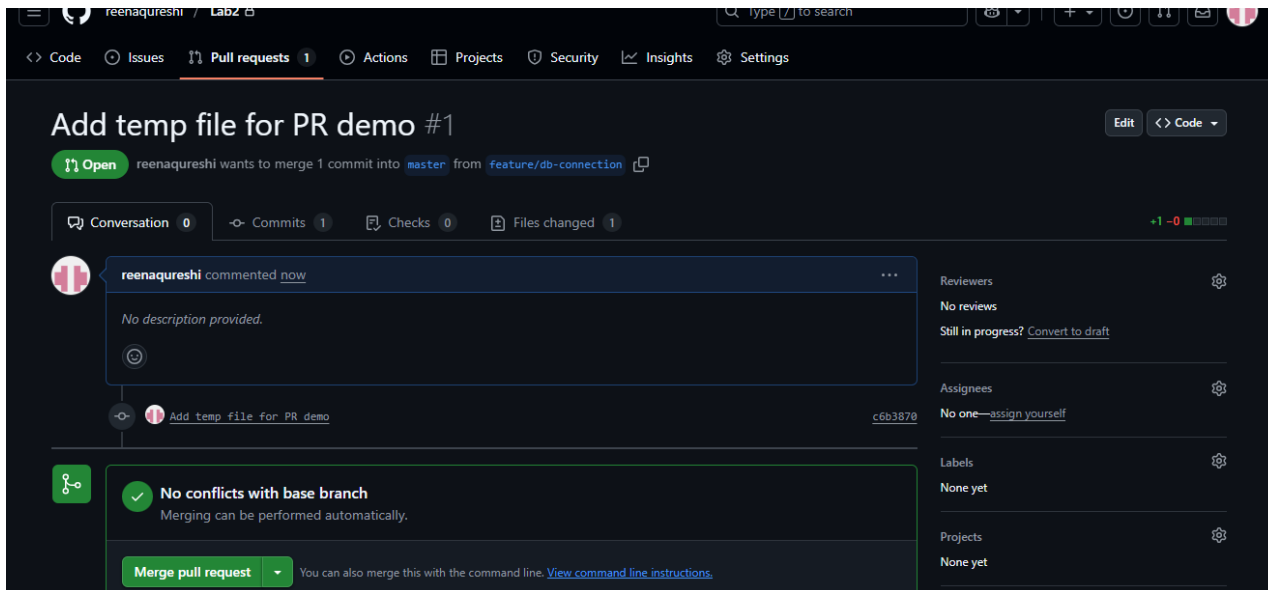 reenaqureshi / Lab2
Type / to search
Code Issues Pull requests 1 Actions Projects Security Insights Settings
Add temp file for PR demo #1
Edit <> Code
Open reenaqureshi wants to merge 1 commit into master from feature/db-connection
Conversation 0 Commits 1 Checks 0 Files changed 1
+1 −0
reenaqureshi commented now
...
No description provided.
Add temp file for PR demo
c6b3870
No conflicts with base branch
Merging can be performed automatically.
Merge pull request
You can also merge this with the command line. View command line instructions.
Reviewers
No reviews
Still in progress? Convert to draft
Assignees
No one—assign yourself
Labels
None yet
Projects
None yet